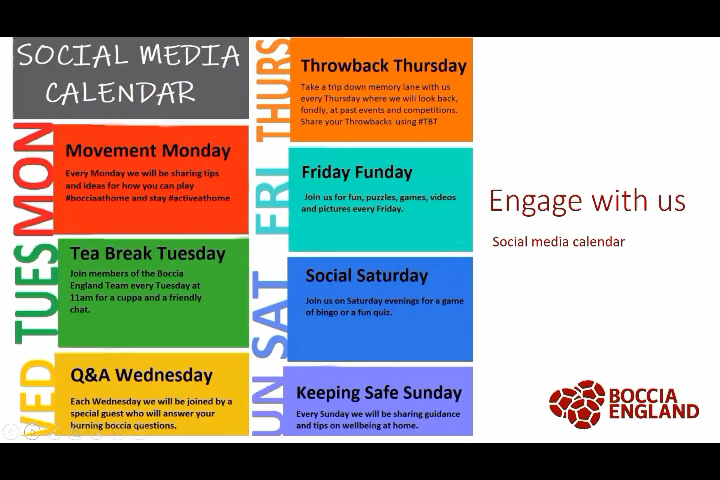 SOCIAL MEDIA
CALENDAR
MON
Movement Monday
Every Monday we will be sharing tips
and ideas for how you can play
#bocciaathome and stay #activeathome
TUES
Tea Break Tuesday
Join members of the Boccia
England Team every Tuesday at
11am for a cuppa and a friendly
chat.
WED
Q&A Wednesday
Each Wednesday we will be joined by a
special guest who will answer your
burning boccia questions.
THURS
Throwback Thursday
Take a trip down memory lane with us
every Thursday where we will look back,
fondly, at past events and competitions.
Share your Throwbacks using #TBT
FRI
Friday Funday
Join us for fun, puzzles, games, videos
and pictures every Friday.
SAT
Social Saturday
Join us on Saturday evenings for a game
of bingo or a fun quiz.
SUN
Keeping Safe Sunday
Every Sunday we will be sharing guidance
and tips on wellbeing at home.
Engage with us
Social media calendar
BOCCIA
ENGLAND